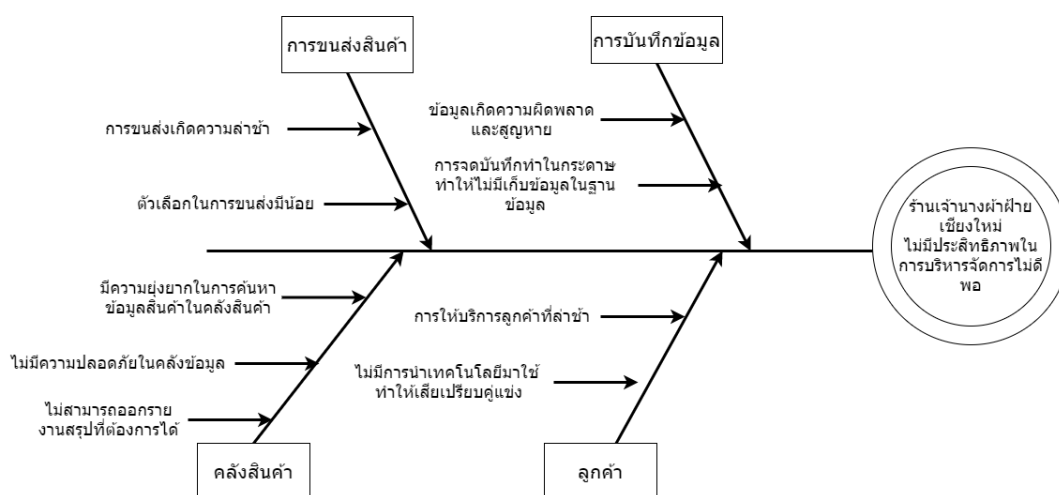 การขนส่งสินค้า
การบันทึกข้อมูล
การขนส่งเกิดความล่าช้า
ตัวเลือกในการขนส่งมีน้อย
ข้อมูลเกิดความผิดพลาด
และสูญหาย
การจดบันทึกทำในกระดาษ
ทำให้ไม่มีเก็บข้อมูลในฐาน
ข้อมูล
ร้านเจ้านางผ้าฝ้าย
เชียงใหม่
ไม่มีประสิทธิภาพใน
การบริหารจัดการไม่ดี
พอ
มีความยุ่งยากในการค้นหา
ข้อมูลสินค้าในคลังสินค้า
ไม่มีความปลอดภัยในคลังข้อมูล
ไม่สามารถออกราย
งานสรุปที่ต้องการได้
การให้บริการลูกค้าที่ล่าช้า
ไม่มีการนำเทคโนโลยีมาใช้
ทำให้เสียเปรียบคู่แข่ง
คลังสินค้า
ลูกค้า